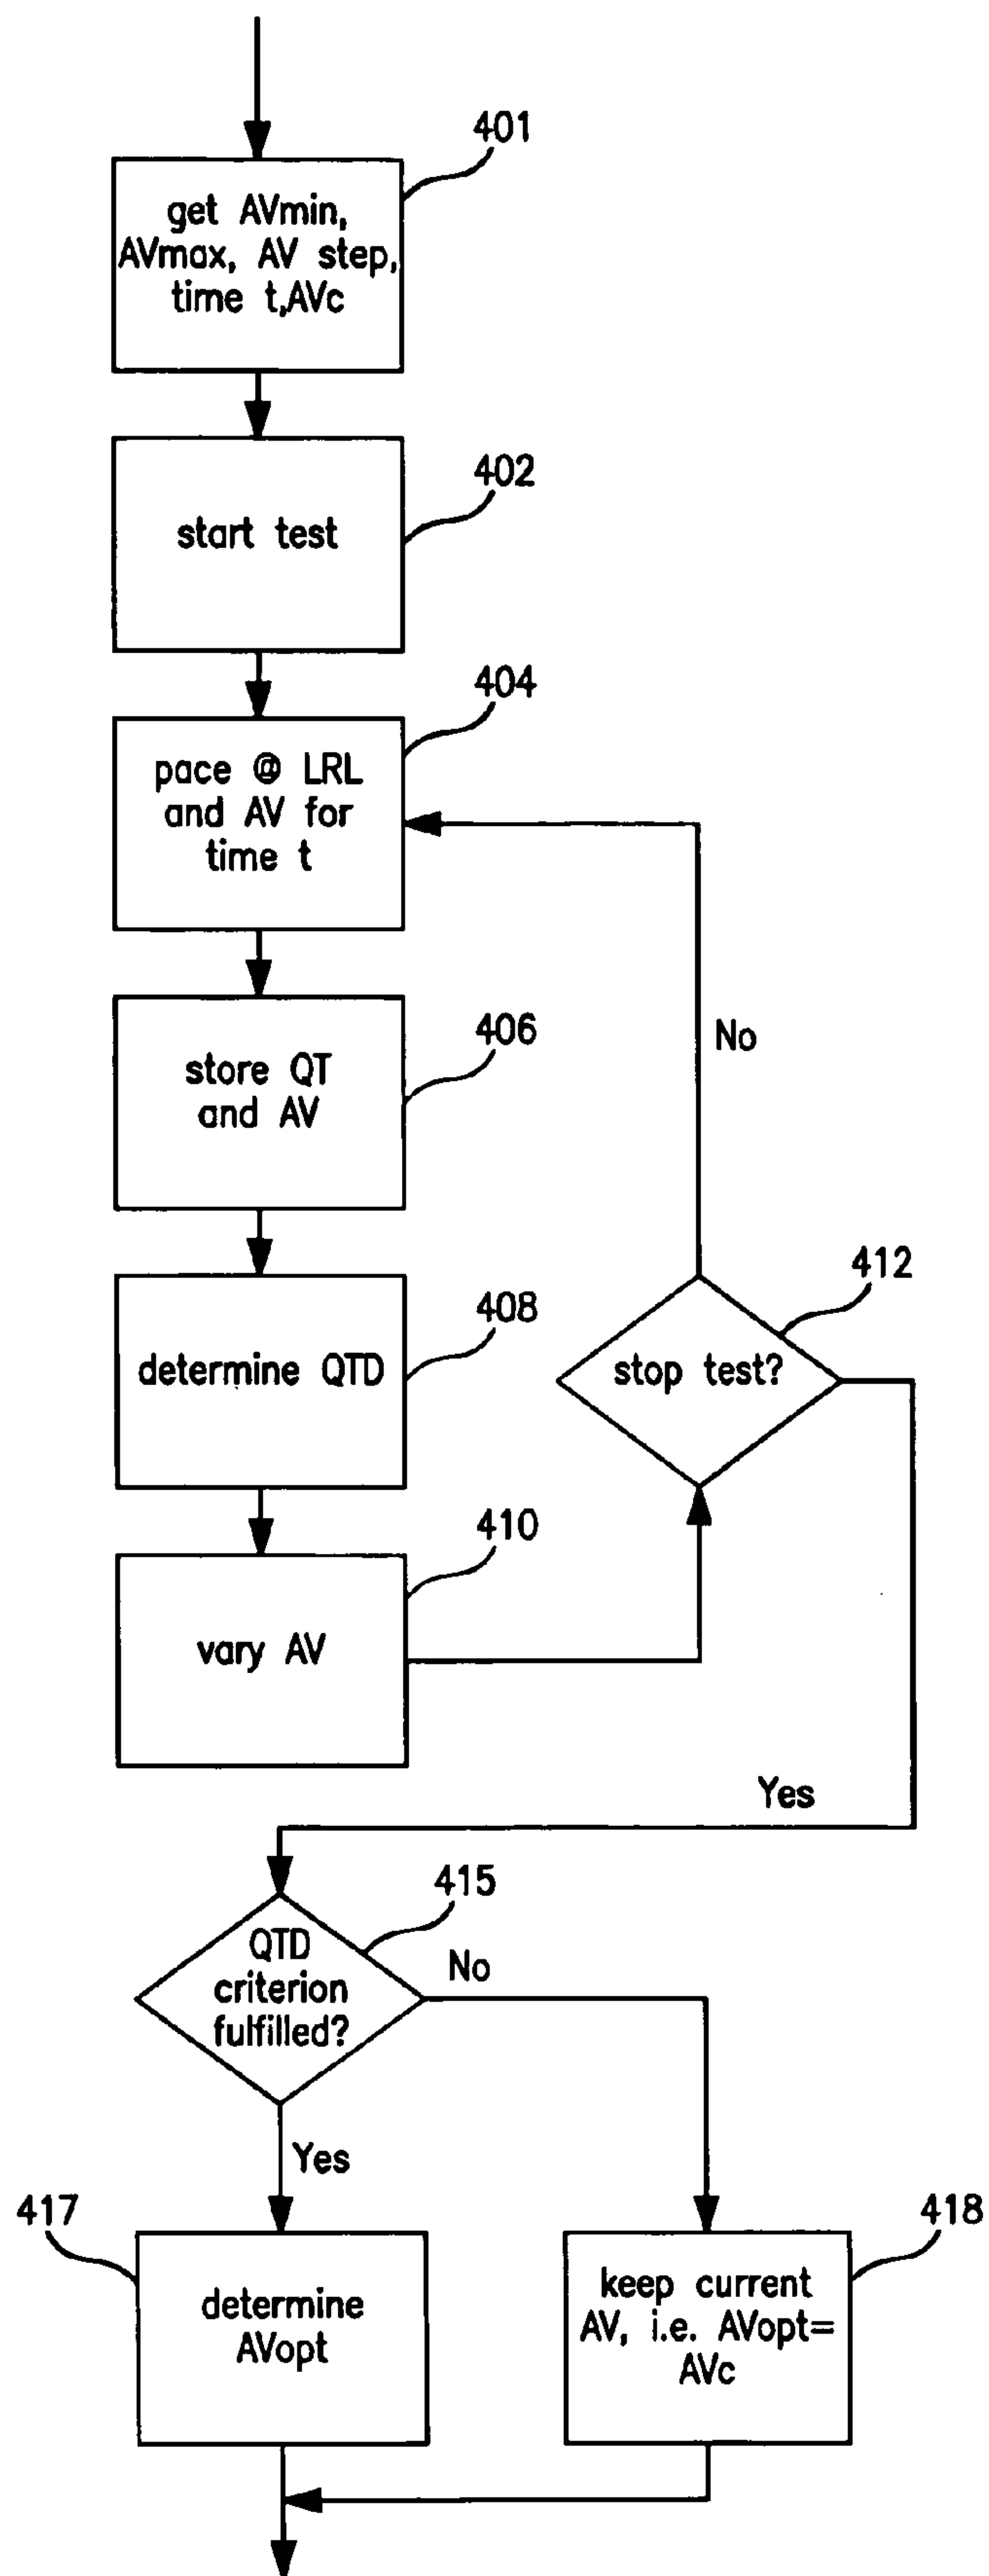 401
get AVmin,
AVmax, AV step,
time t,AVc
402
start test
404
pace @ LRL
and AV for
time t
406
store QT
and AV
No
412
stop test?
408
determine QTD
410
vary AV
Yes
415
QTD
criterion
fulfilled?
No
Yes
417
determine
AVopt
418
keep current
AV, i.e. AVopt=
AVc